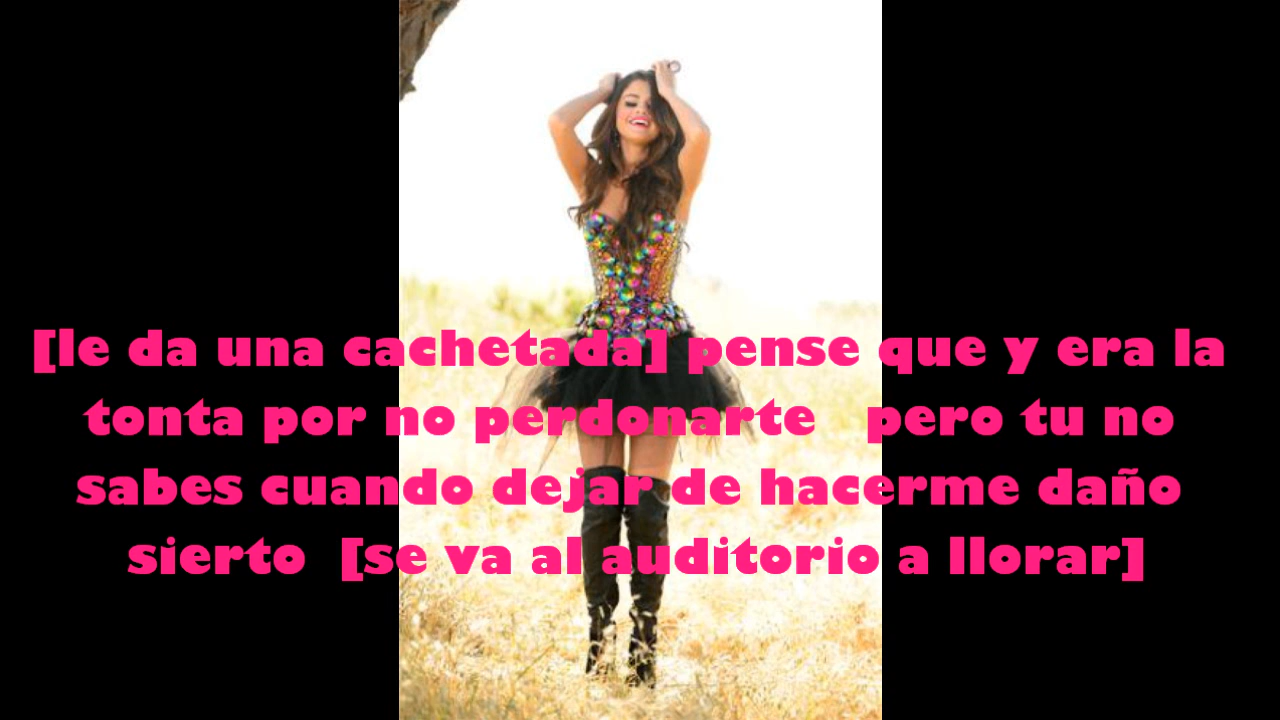 [le da una cachetada] pense que y era la
tonta por no perdonarte   pero tu no
sabes cuando dejar de hacerme daño
sierto  [se va al auditorio a llorar]